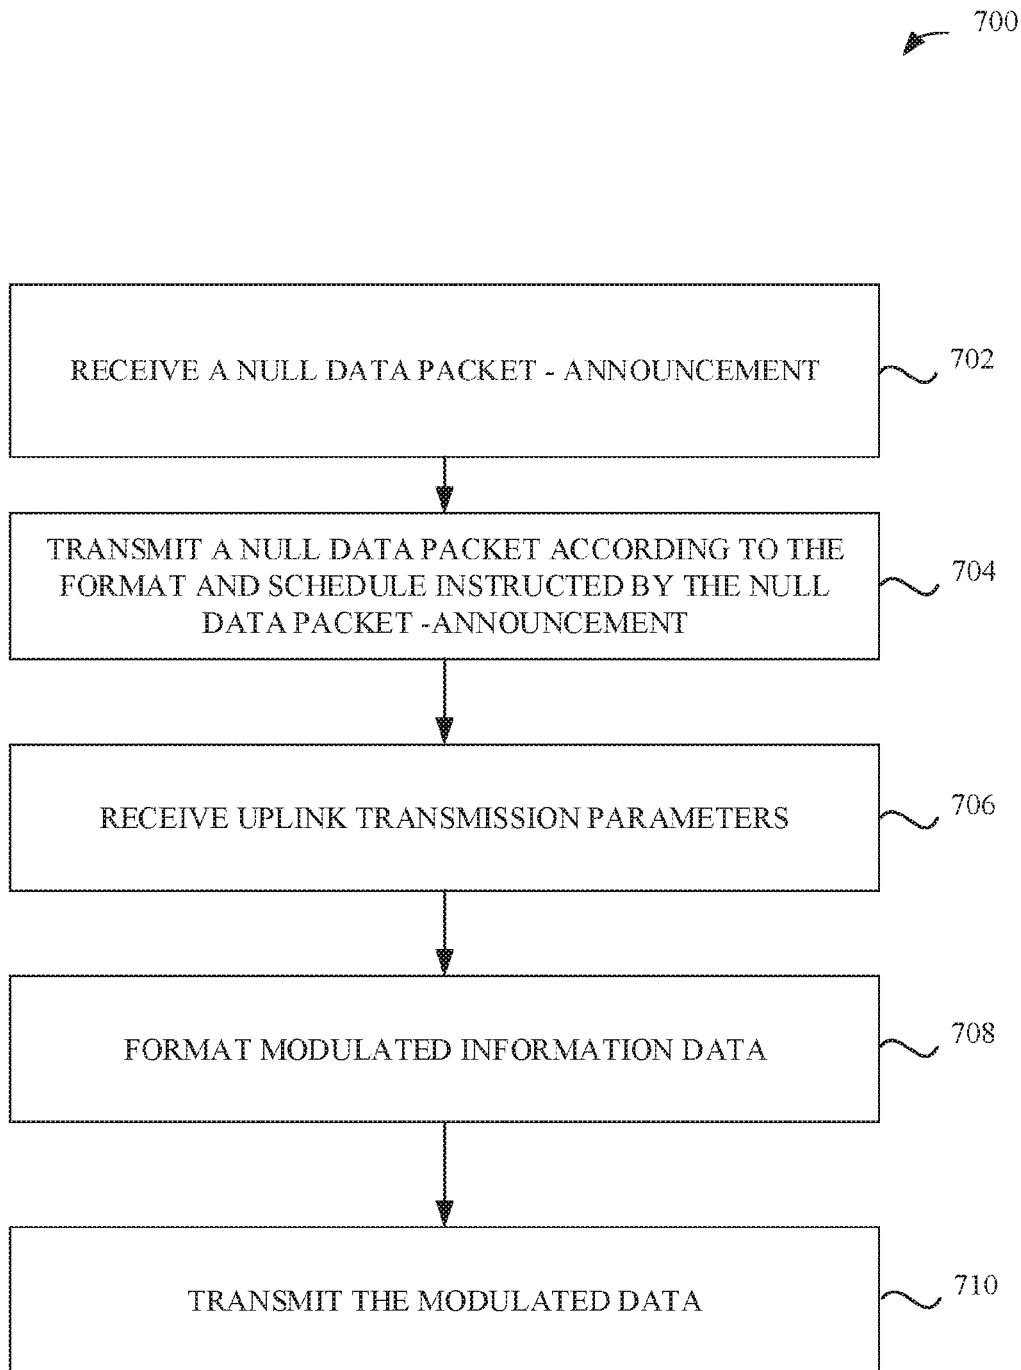 700
RECEIVE A NULL DATA PACKET - ANNOUNCEMENT
702
TRANSMIT A NULL DATA PACKET ACCORDING TO THE
FORMAT AND SCHEDULE INSTRUCTED BY THE NULL
DATA PACKET -ANNOUNCEMENT
704
RECEIVE UPLINK TRANSMISSION PARAMETERS
706
FORMAT MODULATED INFORMATION DATA
708
TRANSMIT THE MODULATED DATA
710